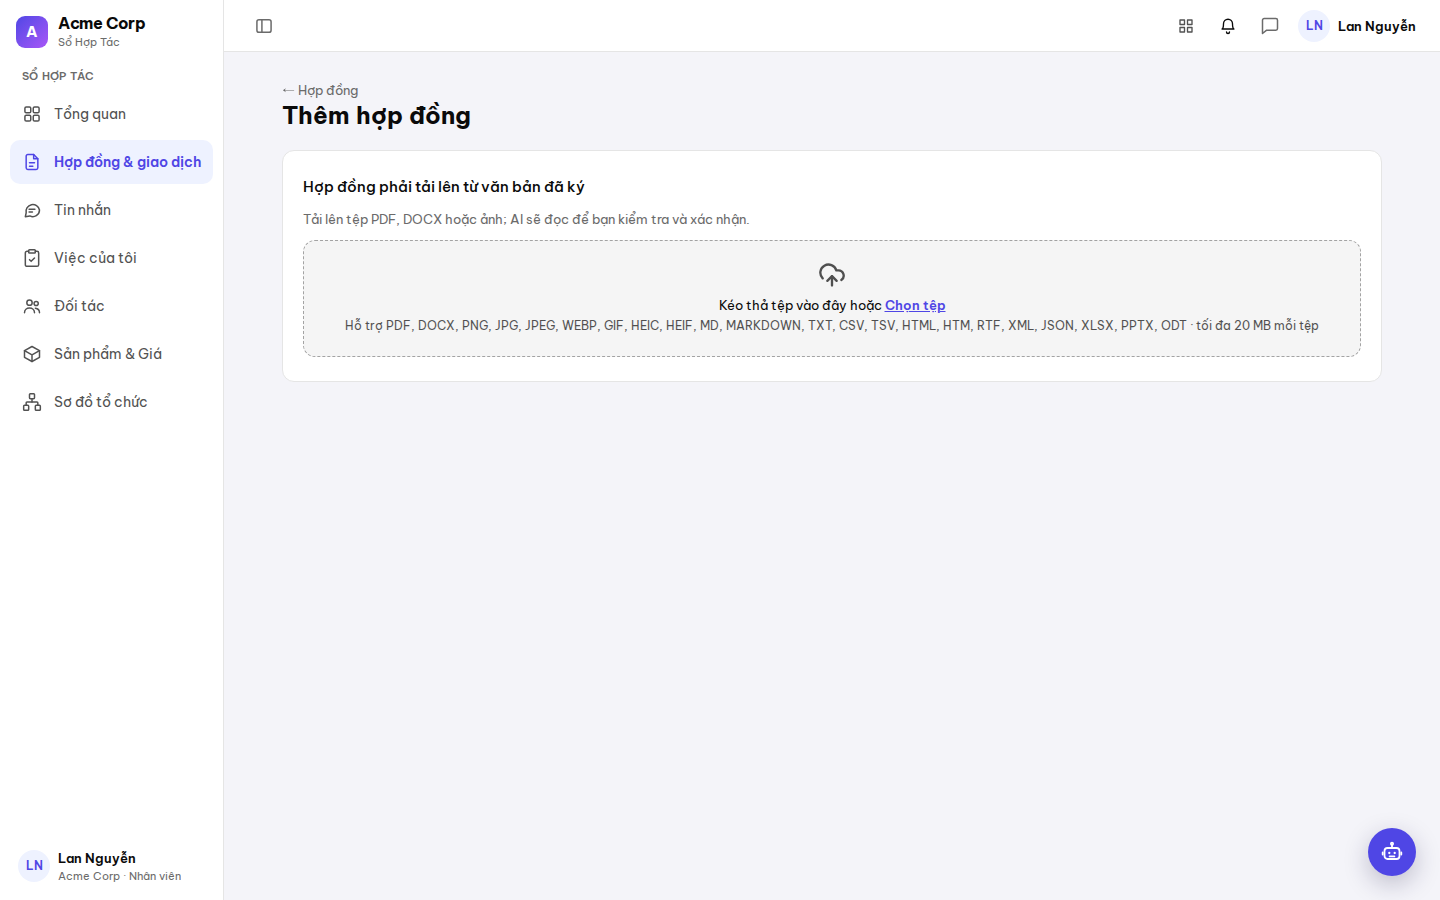 A
Acme Corp
Sổ Hợp Tác
SỔ HỢP TÁC
Tổng quan
Hợp đồng & giao dịch
Tin nhắn
Việc của tôi
Đối tác
Sản phẩm & Giá
Sơ đồ tổ chức
LN
Lan Nguyễn
Acme Corp · Nhân viên
LN Lan Nguyễn
← Hợp đồng
Thêm hợp đồng
Hợp đồng phải tải lên từ văn bản đã ký
Tải lên tệp PDF, DOCX hoặc ảnh; AI sẽ đọc để bạn kiểm tra và xác nhận.
Kéo thả tệp vào đây hoặc Chọn tệp
Hỗ trợ PDF, DOCX, PNG, JPG, JPEG, WEBP, GIF, HEIC, HEIF, MD, MARKDOWN, TXT, CSV, TSV, HTML, HTM, RTF, XML, JSON, XLSX, PPTX, ODT · tối đa 20 MB mỗi tệp